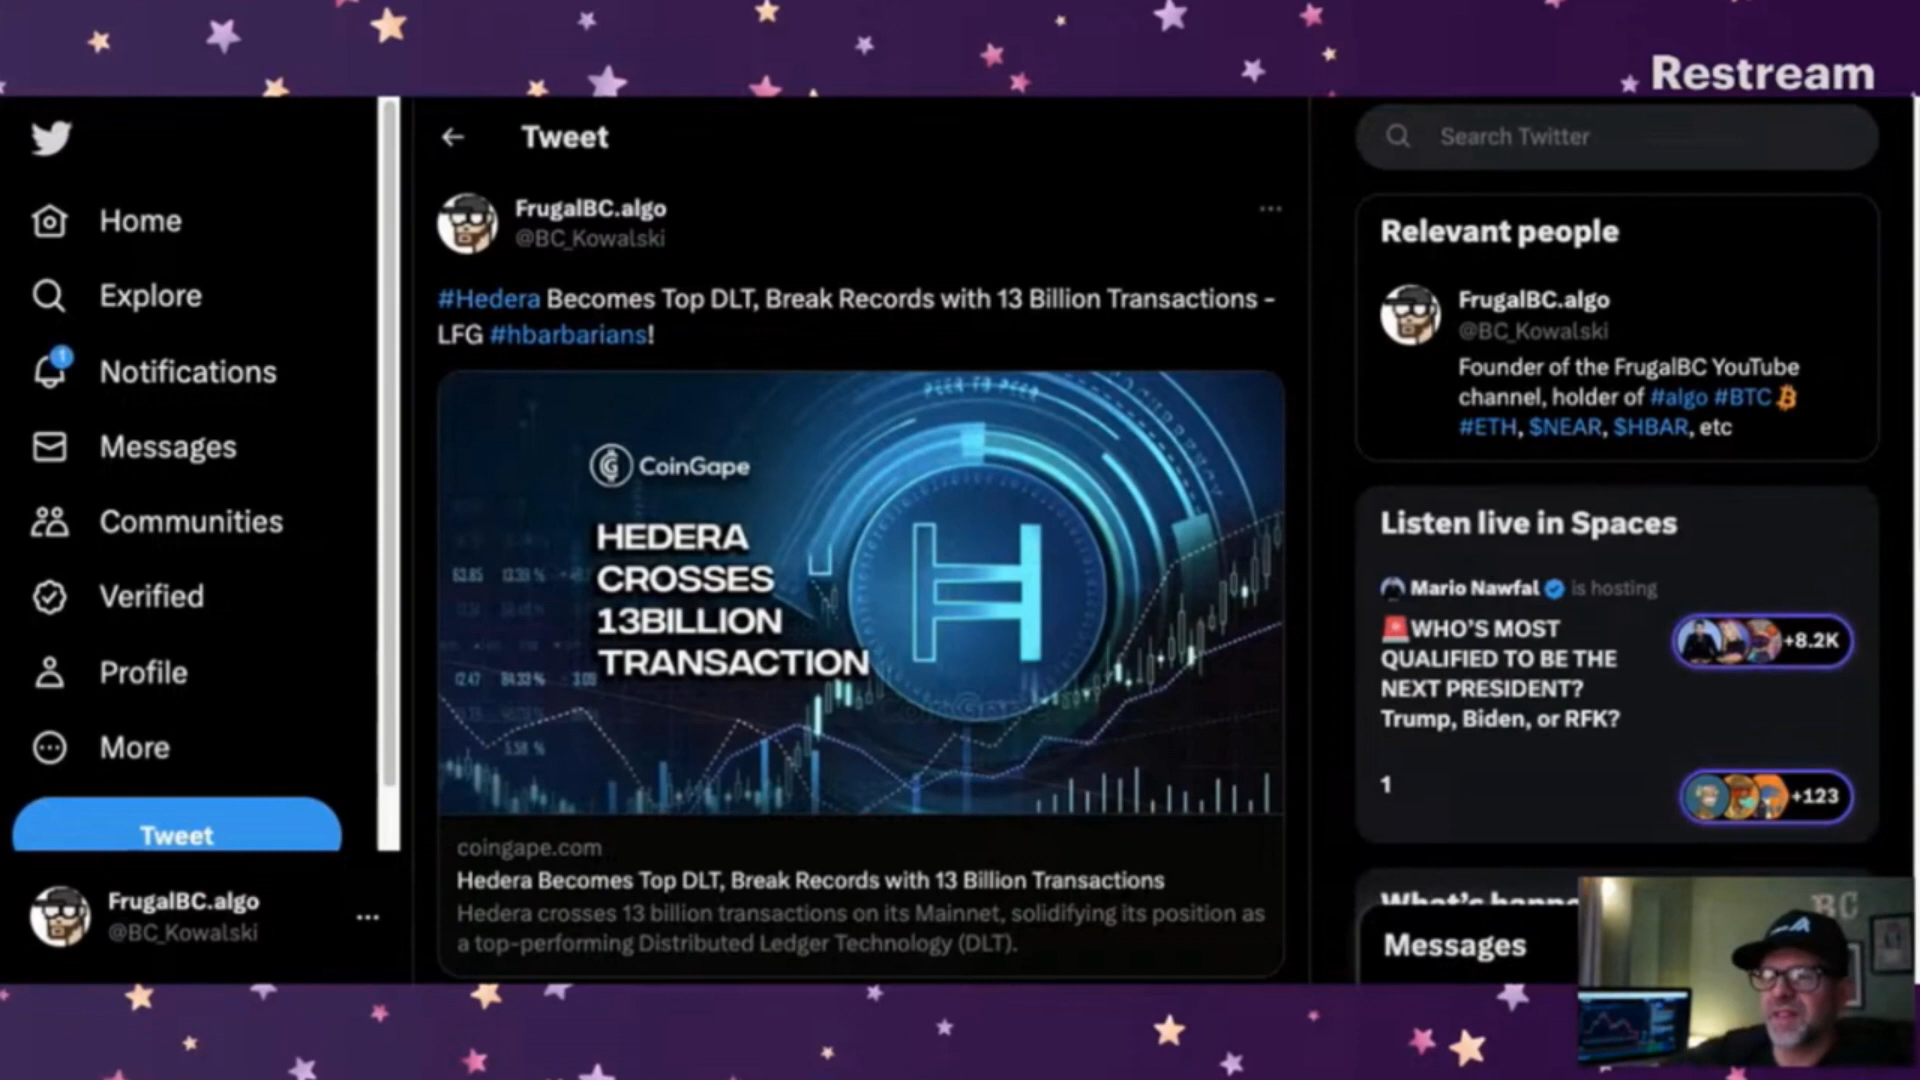 Restream
Home
Explore
1
Notifications
Messages
Communities
Verified
Profile
More
Tweet
FrugalBC.algo
@BC_Kowalski
Tweet
FrugalBC.algo
@BC_Kowalski
#Hedera Becomes Top DLT, Break Records with 13 Billion Transactions -
LFG #hbarbarians!
PEER TO PEER
CoinGape
HEDERA
CROSSES
13BILLION
TRANSACTION
coingape.com
Hedera Becomes Top DLT, Break Records with 13 Billion Transactions
Hedera crosses 13 billion transactions on its Mainnet, solidifying its position as
a top-performing Distributed Ledger Technology (DLT).
Search Twitter
Relevant people
FrugalBC.algo
@BC_Kowalski
Founder of the FrugalBC YouTube
channel, holder of #algo #BTC
#ETH, $NEAR, $HBAR, etc
Listen live in Spaces
Mario Nawfal is hosting
WHO'S MOST
QUALIFIED TO BE THE
NEXT PRESIDENT?
Trump, Biden, or RFK?
+8.2K
1
+123
Messages
BC